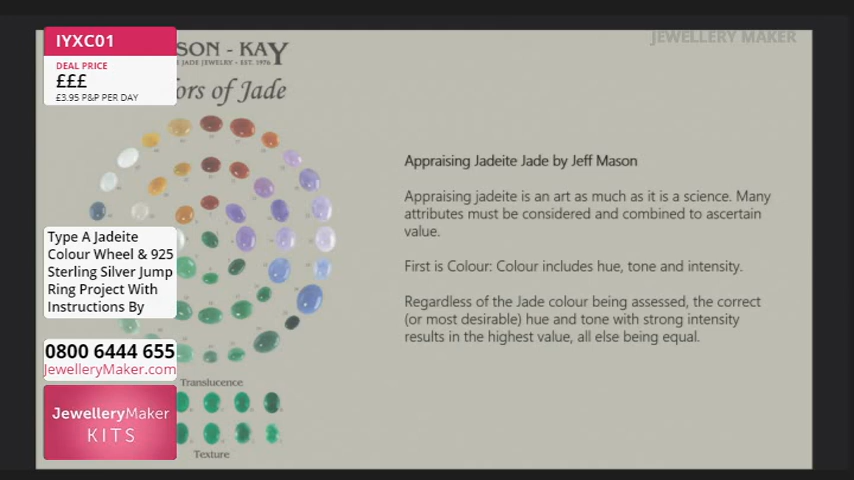 IYXC01
DEAL PRICE
£££
£3.95 P&P PER DAY
SON - KAY
JADE JEWELRY • EST. 1976
ors of Jade
JEWELLERY MAKER
Appraising Jadeite Jade by Jeff Mason
Appraising jadeite is an art as much as it is a science. Many
attributes must be considered and combined to ascertain
value.
First is Colour: Colour includes hue, tone and intensity.
Regardless of the Jade colour being assessed, the correct
(or most desirable) hue and tone with strong intensity
results in the highest value, all else being equal.
Type A Jadeite
Colour Wheel & 925
Sterling Silver Jump
Ring Project With
Instructions By
0800 6444 655
JewelleryMaker.com
JewelleryMaker
KITS
Translucence
Texture